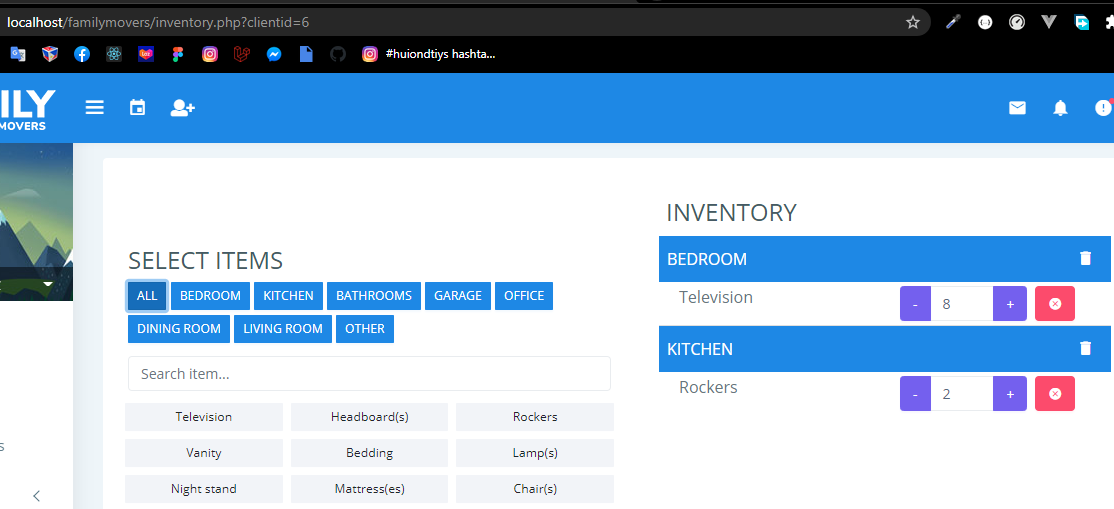 localhost/familymovers/inventory.php?clientid=6
#huiondtiys hashta...
ILY
MOVERS
INVENTORY
SELECT ITEMS
BEDROOM
ALL BEDROOM KITCHEN BATHROOMS GARAGE OFFICE
Television - 8 +
DINING ROOM LIVING ROOM OTHER
KITCHEN
Search item...
Rockers - 2 +
Television Headboard(s) Rockers
Vanity Bedding Lamp(s)
s
Night stand Mattress(es) Chair(s)